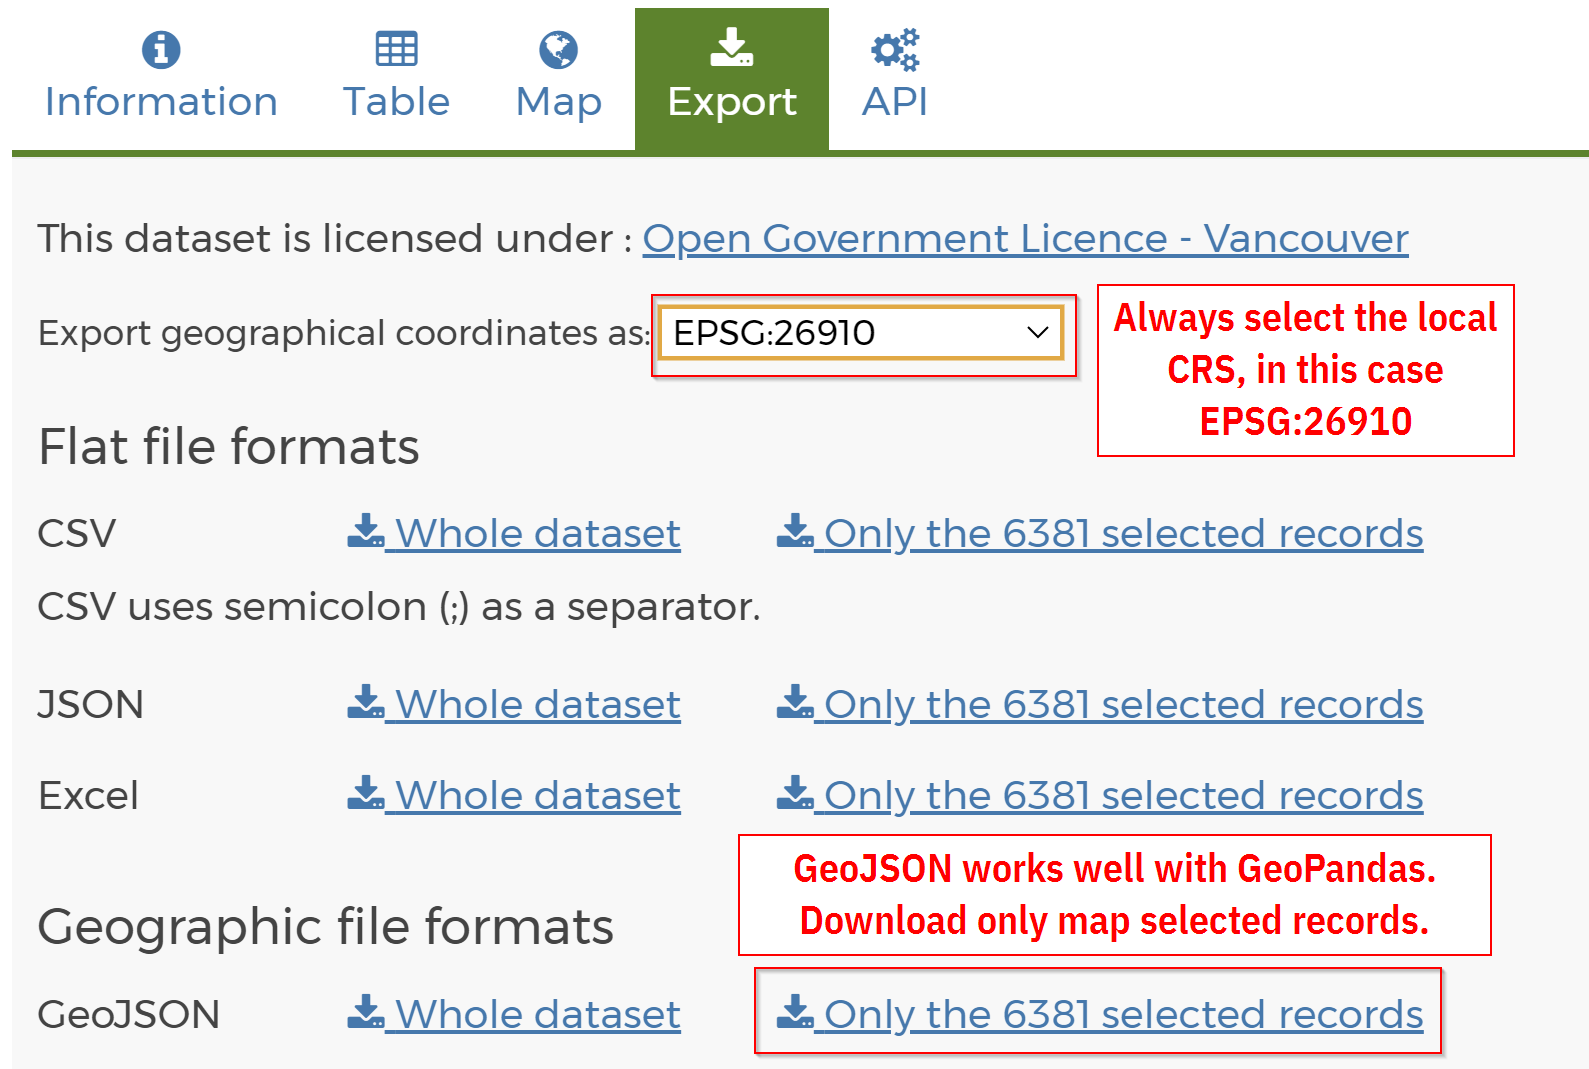 Information
Table
Map
Export
API
This dataset is licensed under : Open Government Licence - Vancouver
Export geographical coordinates as: EPSG:26910
Always select the local
CRS, in this case
EPSG:26910
Flat file formats
CSV Whole dataset Only the 6381 selected records
CSV uses semicolon (;) as a separator.
JSON Whole dataset Only the 6381 selected records
Excel Whole dataset Only the 6381 selected records
GeoJSON works well with GeoPandas.
Download only map selected records.
Geographic file formats
GeoJSON Whole dataset Only the 6381 selected records